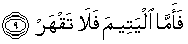 فَأَمَّا ٱلْيَتِيمَ فَلَا تَقْهَرْ ۝٩